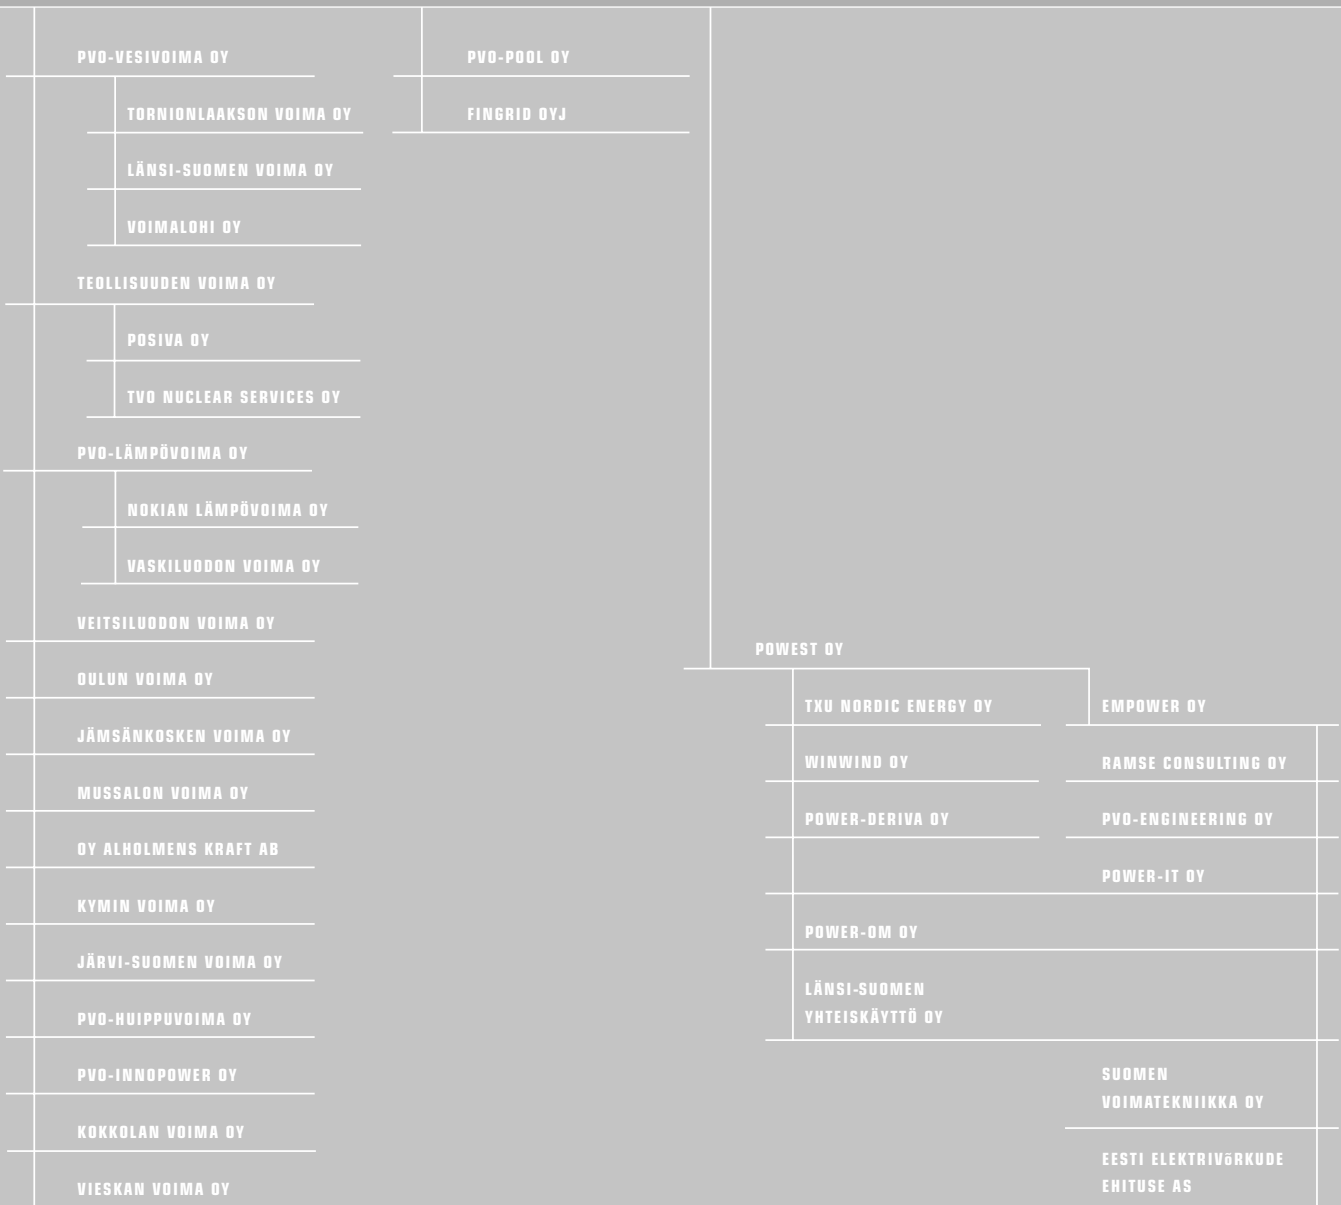 PVO-VESIVOIMA OY
TORNIONLAAKSON VOIMA OY
LÄNSI-SUOMEN VOIMA OY
VOIMALOHI OY
TEOLLISUUDEN VOIMA OY
POSIVA OY
TVO NUCLEAR SERVICES OY
PVO-LÄMPÖVOIMA OY
NOKIAN LÄMPÖVOIMA OY
VASKILUODON VOIMA OY
VEITSILUODON VOIMA OY
OULUN VOIMA OY
JÄMSÄNKOSKEN VOIMA OY
MUSSALON VOIMA OY
OY ALHOLMENS KRAFT AB
KYMIN VOIMA OY
JÄRVI-SUOMEN VOIMA OY
PVO-HUIPPUVOIMA OY
PVO-INNOPOWER OY
KOKKOLAN VOIMA OY
VIESKAN VOIMA OY
PVO-POOL OY
FINGRID OYJ
POWEST OY
TXU NORDIC ENERGY OY
WINWIND OY
POWER-DERIVA OY
POWER-OM OY
LÄNSI-SUOMEN
YHTEISKÄYTTÖ OY
EMPOWER OY
RAMSE CONSULTING OY
PVO-ENGINEERING OY
POWER-IT OY
SUOMEN
VOIMATEKNIIKKA OY
EESTI ELEKTRIVõRKUDE
EHITUSE AS